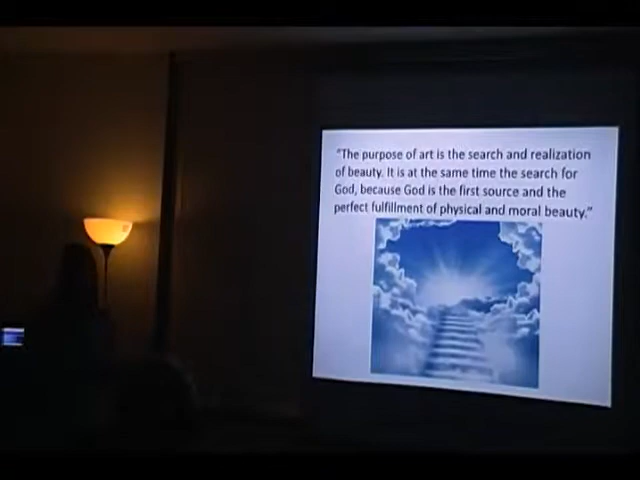 "The purpose of art is the search and realization
of beauty. It is at the same time the search for
God, because God is the first source and the
perfect fulfillment of physical and moral beauty."